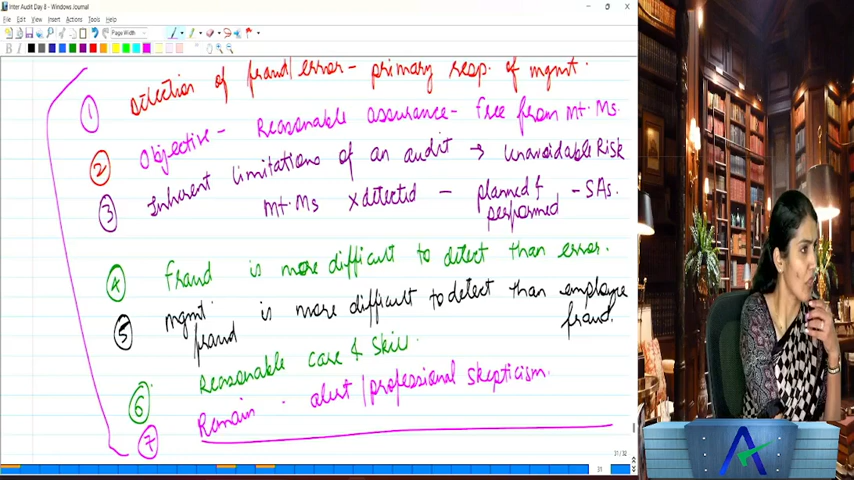 Inter Audit Day 8 - Windows Journal
File Edit View Insert Actions Tools Help
Page Width
B I
① Detection of fraud/error - primary resp. of mgmt.
② Objective - Reasonable assurance - free from Mt. Ms.
③ Inherent limitations of an audit → Unavoidable Risk
Mt. Ms x detected - planned & performed - SAs.
④ Fraud is more difficult to detect than error.
⑤ mgmt fraud is more difficult to detect than employee fraud.
⑥ Reasonable care & skill.
⑦ Remain alert / professional skepticism.
31/32
31